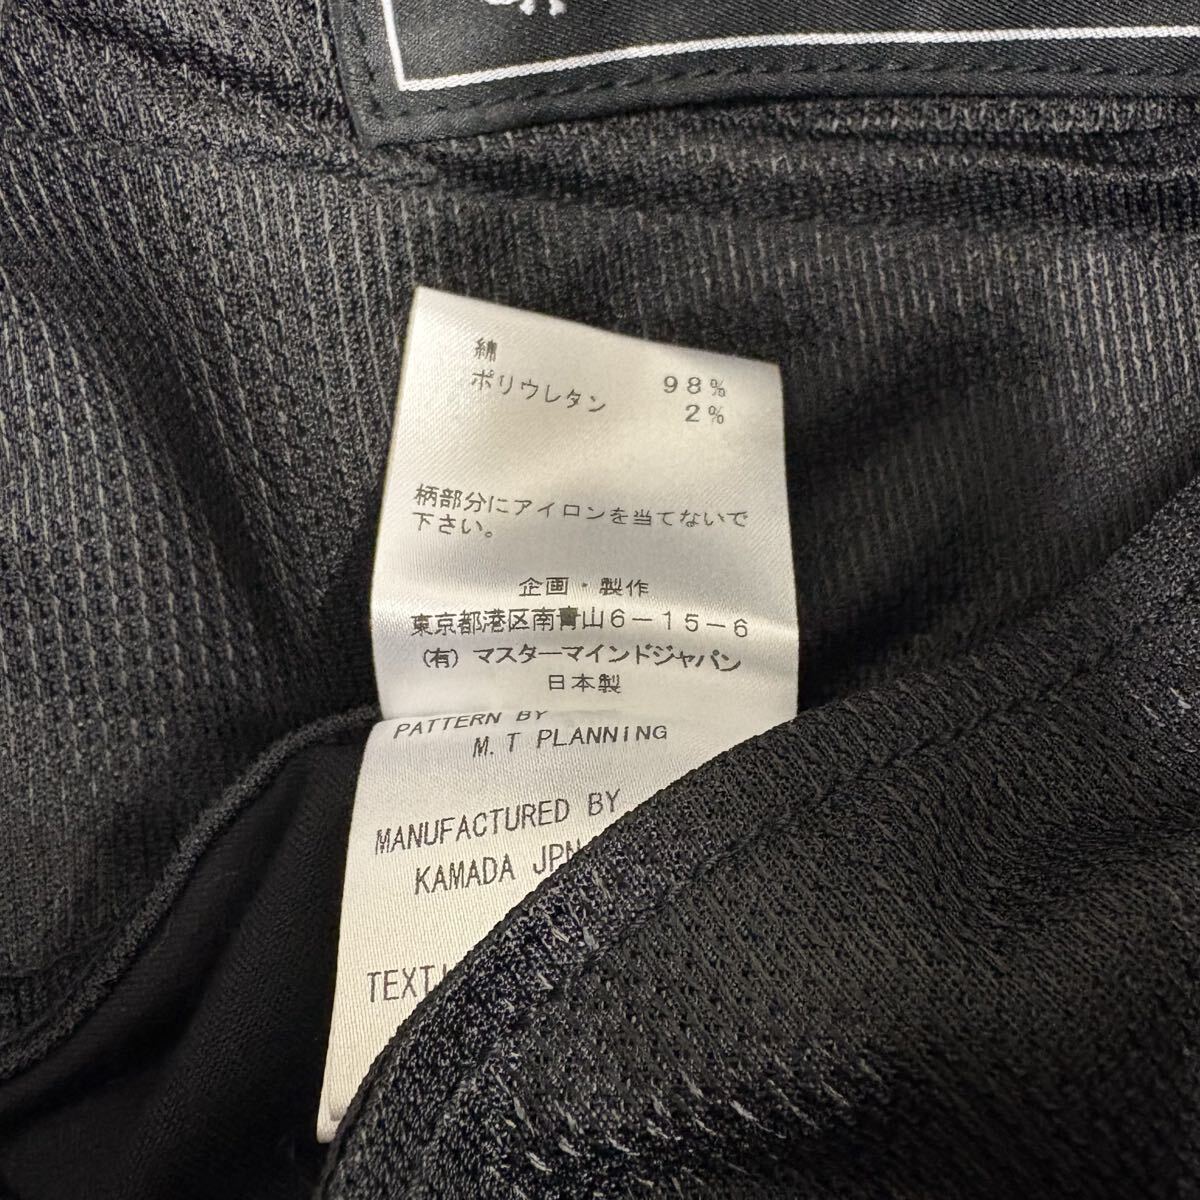 綿 98%
ポリウレタン 2%
柄部分にアイロンを当てないで
下さい。
企画・製作
東京都港区南青山6-15-6
(有) マスターマインドジャパン
日本製
PATTERN BY
M.T PLANNING
MANUFACTURED BY
KAMADA JPN